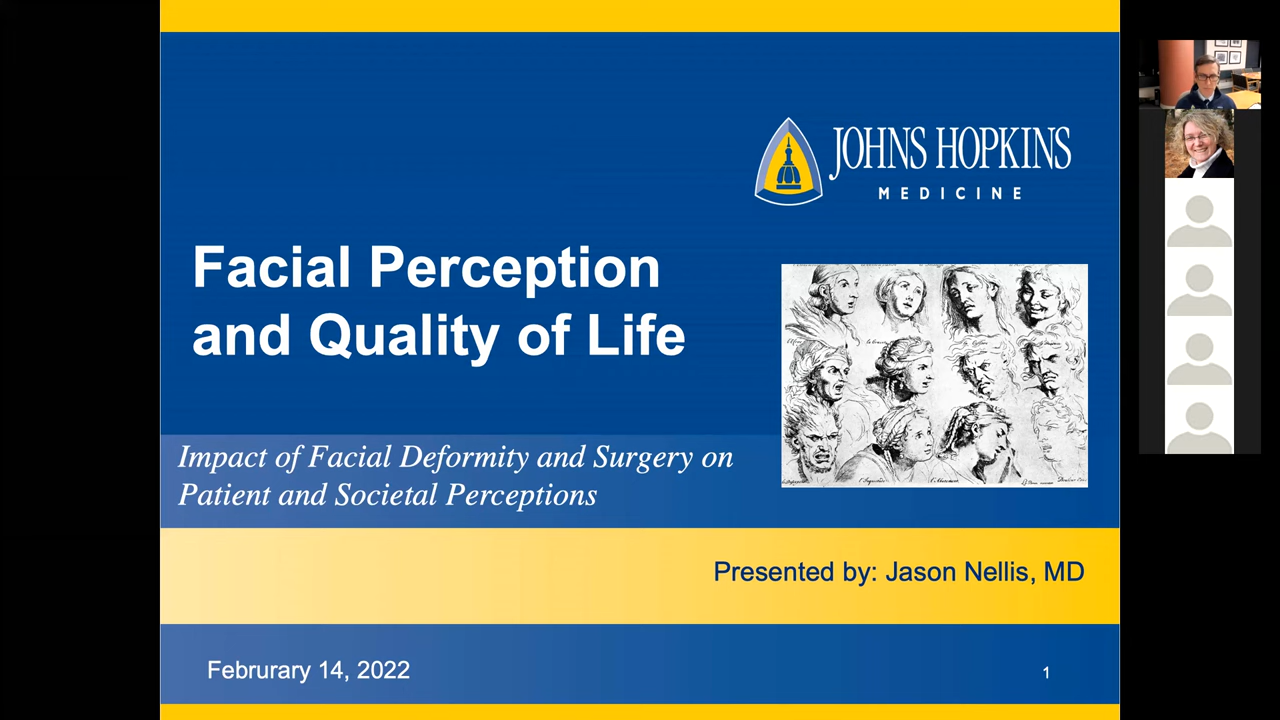 JOHNS HOPKINS
MEDICINE
Facial Perception
and Quality of Life
Impact of Facial Deformity and Surgery on
Patient and Societal Perceptions
Presented by: Jason Nellis, MD
Februrary 14, 2022
1